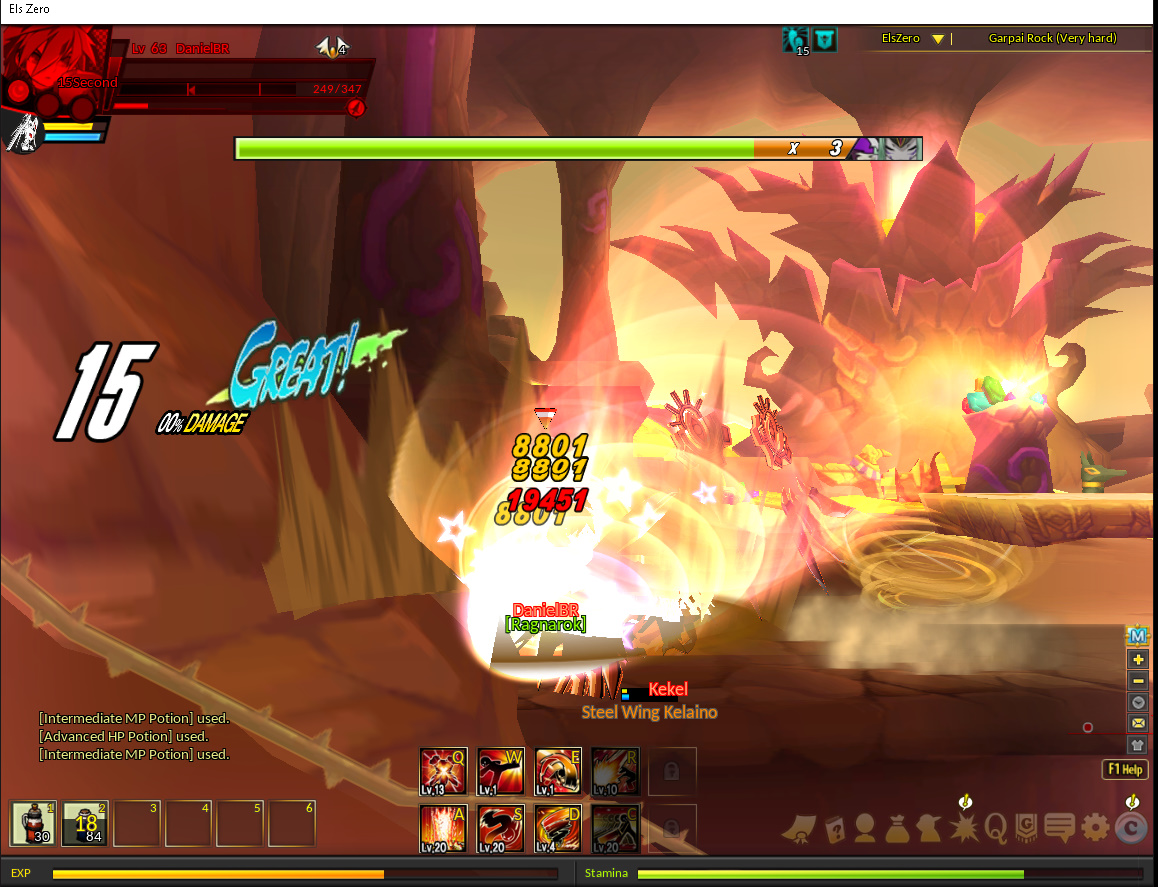 Els Zero
Lv 63 DanielBR
4
15
ElsZero
Garpai Rock (Very hard)
15Second
249/347
x 3
15
GREAT!
00% DAMAGE
8801
8801
19451
8801
DanielBR
[Ragnarok]
Kekel
Steel Wing Kelaino
M
[Intermediate MP Potion] used.
[Advanced HP Potion] used.
[Intermediate MP Potion] used.
F1 Help
Q W E R
Lv,13 Lv,1 Lv,1 Lv,10
1 2 3 4 5 6
30 18 84
A S D C
Lv,20 Lv,20 Lv,4 Lv,20
EXP
Stamina